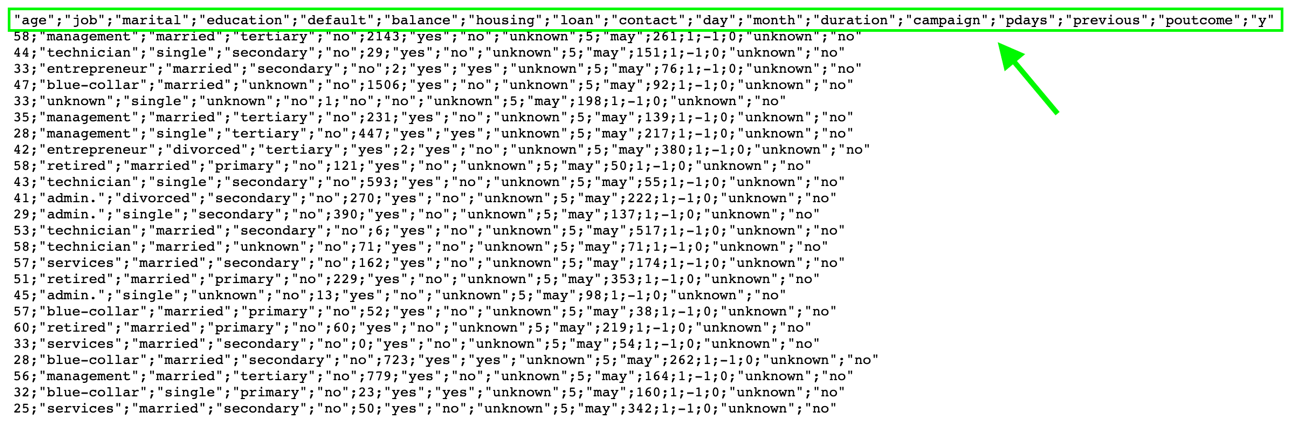 "age";"job";"marital";"education";"default";"balance";"housing";"loan";"contact";"day";"month";"duration";"campaign";"pdays";"previous";"poutcome";"y"
58;"management";"married";"tertiary";"no";2143;"yes";"no";"unknown";5;"may";261;1;-1;0;"unknown";"no"
44;"technician";"single";"secondary";"no";29;"yes";"no";"unknown";5;"may";151;1;-1;0;"unknown";"no"
33;"entrepreneur";"married";"secondary";"no";2;"yes";"yes";"unknown";5;"may";76;1;-1;0;"unknown";"no"
47;"blue-collar";"married";"unknown";"no";1506;"yes";"no";"unknown";5;"may";92;1;-1;0;"unknown";"no"
33;"unknown";"single";"unknown";"no";1;"no";"no";"unknown";5;"may";198;1;-1;0;"unknown";"no"
35;"management";"married";"tertiary";"no";231;"yes";"no";"unknown";5;"may";139;1;-1;0;"unknown";"no"
28;"management";"single";"tertiary";"no";447;"yes";"yes";"unknown";5;"may";217;1;-1;0;"unknown";"no"
42;"entrepreneur";"divorced";"tertiary";"yes";2;"yes";"no";"unknown";5;"may";380;1;-1;0;"unknown";"no"
58;"retired";"married";"primary";"no";121;"yes";"no";"unknown";5;"may";50;1;-1;0;"unknown";"no"
43;"technician";"single";"secondary";"no";593;"yes";"no";"unknown";5;"may";55;1;-1;0;"unknown";"no"
41;"admin.";"divorced";"secondary";"no";270;"yes";"no";"unknown";5;"may";222;1;-1;0;"unknown";"no"
29;"admin.";"single";"secondary";"no";390;"yes";"no";"unknown";5;"may";137;1;-1;0;"unknown";"no"
53;"technician";"married";"secondary";"no";6;"yes";"no";"unknown";5;"may";517;1;-1;0;"unknown";"no"
58;"technician";"married";"unknown";"no";71;"yes";"no";"unknown";5;"may";71;1;-1;0;"unknown";"no"
57;"services";"married";"secondary";"no";162;"yes";"no";"unknown";5;"may";174;1;-1;0;"unknown";"no"
51;"retired";"married";"primary";"no";229;"yes";"no";"unknown";5;"may";353;1;-1;0;"unknown";"no"
45;"admin.";"single";"unknown";"no";13;"yes";"no";"unknown";5;"may";98;1;-1;0;"unknown";"no"
57;"blue-collar";"married";"primary";"no";52;"yes";"no";"unknown";5;"may";38;1;-1;0;"unknown";"no"
60;"retired";"married";"primary";"no";60;"yes";"no";"unknown";5;"may";219;1;-1;0;"unknown";"no"
33;"services";"married";"secondary";"no";0;"yes";"no";"unknown";5;"may";54;1;-1;0;"unknown";"no"
28;"blue-collar";"married";"secondary";"no";723;"yes";"yes";"unknown";5;"may";262;1;-1;0;"unknown";"no"
56;"management";"married";"tertiary";"no";779;"yes";"no";"unknown";5;"may";164;1;-1;0;"unknown";"no"
32;"blue-collar";"single";"primary";"no";23;"yes";"yes";"unknown";5;"may";160;1;-1;0;"unknown";"no"
25;"services";"married";"secondary";"no";50;"yes";"no";"unknown";5;"may";342;1;-1;0;"unknown";"no"